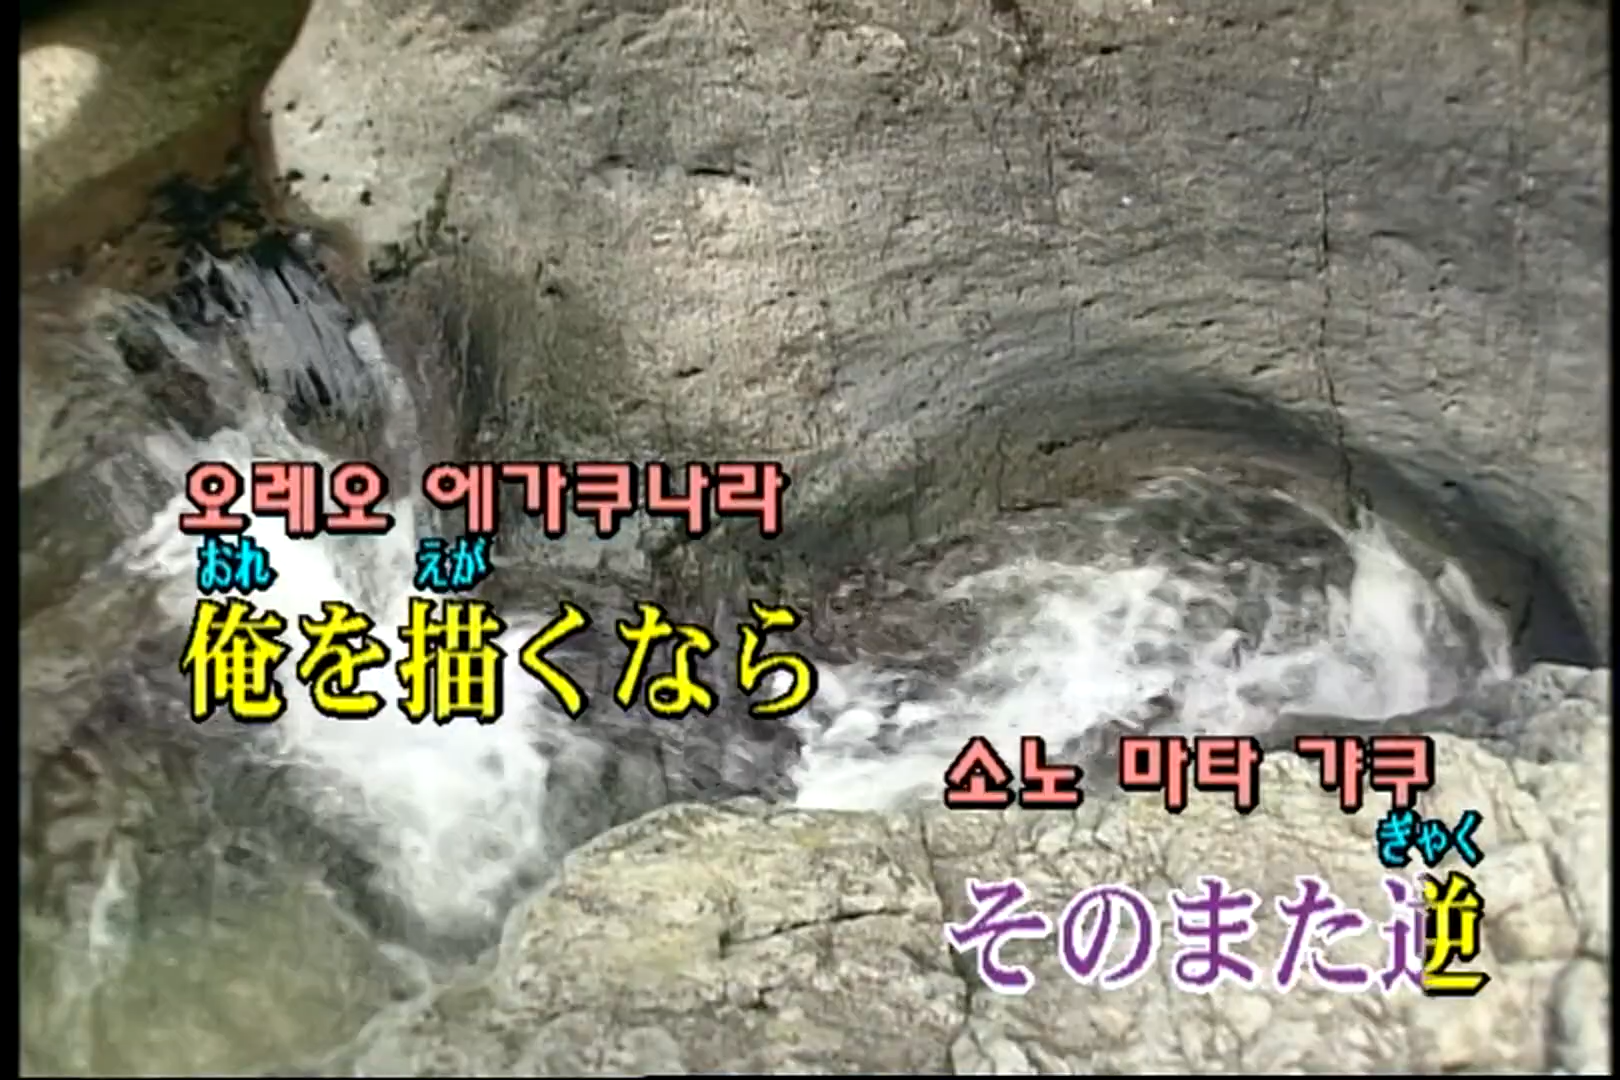 오레오 에가쿠나라
おれ えが
俺を描くなら
소노 마타 갸쿠
ぎゃく
そのまた逆